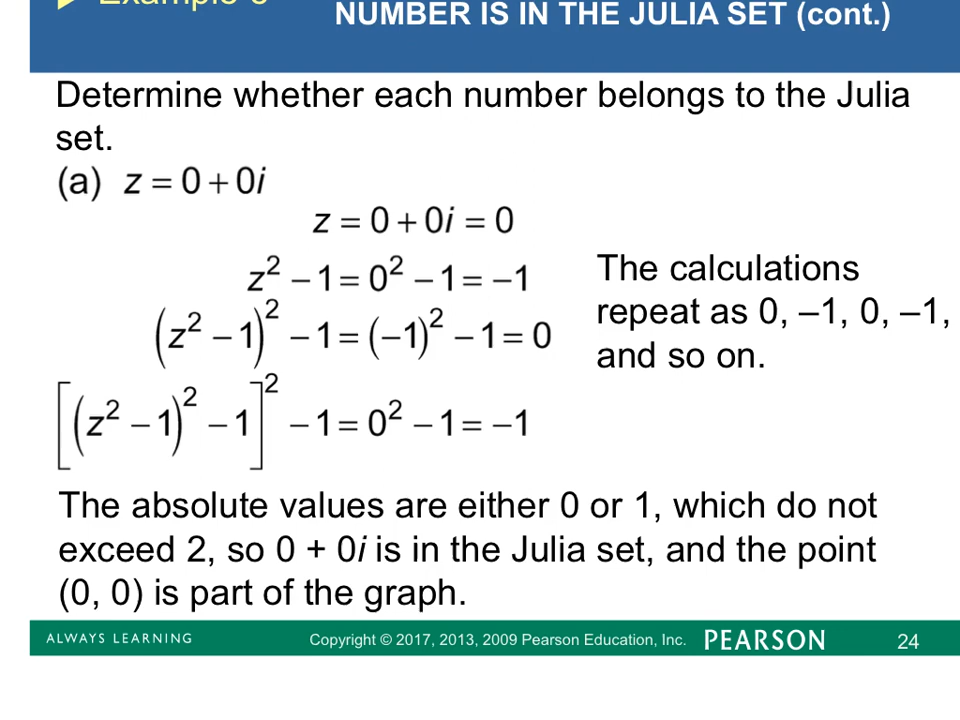 Example 6
NUMBER IS IN THE JULIA SET (cont.)
Determine whether each number belongs to the Julia
set.
(a) z = 0 + 0i
z = 0 + 0i = 0
z² − 1 = 0² − 1 = −1
(z² − 1)² − 1 = (−1)² − 1 = 0
[(z² − 1)² − 1]² − 1 = 0² − 1 = −1
The calculations
repeat as 0, –1, 0, –1,
and so on.
The absolute values are either 0 or 1, which do not
exceed 2, so 0 + 0i is in the Julia set, and the point
(0, 0) is part of the graph.
ALWAYS LEARNING
Copyright © 2017, 2013, 2009 Pearson Education, Inc.
PEARSON
24